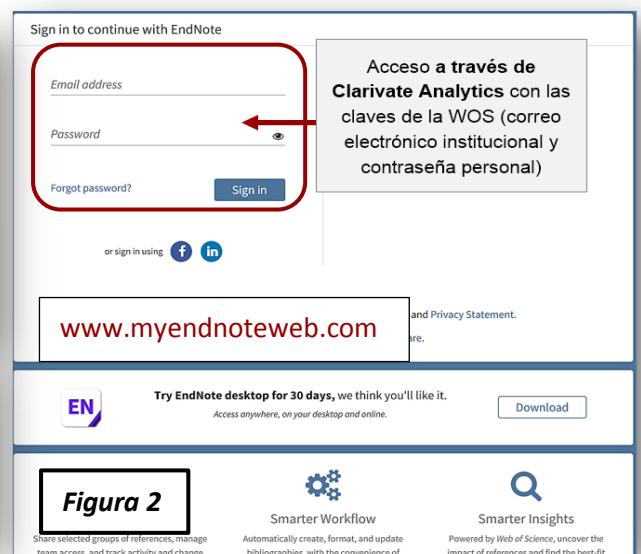 Sign in to continue with EndNote
Email address
Password
Forgot password?
Sign in
or sign in using
Acceso a través de
Clarivate Analytics con las
claves de la WOS (correo
electrónico institucional y
contraseña personal)
www.myendnoteweb.com
and Privacy Statement.
Try EndNote desktop for 30 days, we think you'll like it.
Access anywhere, on your desktop and online.
EN
Download
Figura 2
Share selected groups of references, manage
team access, and track activity and change
Smarter Workflow
Automatically create, format, and update
bibliographies, with the convenience of
Smarter Insights
Powered by Web of Science, uncover the
impact of references and find the best-fit